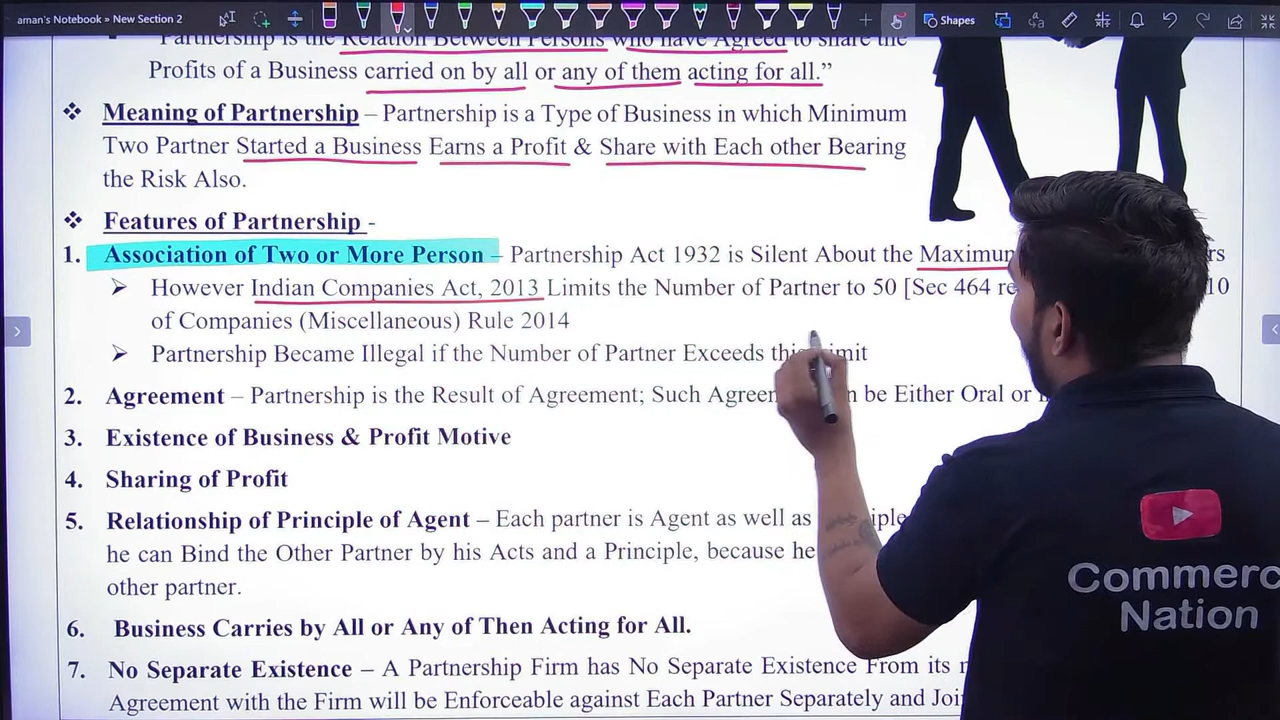 aman's Notebook » New Section 2
Shapes
Partnership is the Relation Between Persons who have Agreed to share the
Profits of a Business carried on by all or any of them acting for all.”
❖ Meaning of Partnership – Partnership is a Type of Business in which Minimum
Two Partner Started a Business Earns a Profit & Share with Each other Bearing
the Risk Also.
❖ Features of Partnership -
1. Association of Two or More Person – Partnership Act 1932 is Silent About the
➢ However Indian Companies Act, 2013 Limits the Number of Partner to 50 [Sec 464 10
of Companies (Miscellaneous) Rule 2014
➢ Partnership Became Illegal if the Number of Partner Exceeds this Limit
2. Agreement – Partnership is the Result of Agreement; Such be Either Oral or
3. Existence of Business & Profit Motive
4. Sharing of Profit
5. Relationship of Principle of Agent – Each partner is Agent as well as
he can Bind the Other Partner by his Acts and a Principle, because he
other partner.
6. Business Carries by All or Any of Then Acting for All.
7. No Separate Existence – A Partnership Firm has No Separate Existence From its
Agreement with the Firm will be Enforceable against Each Partner Separately and
Commerc
Nation